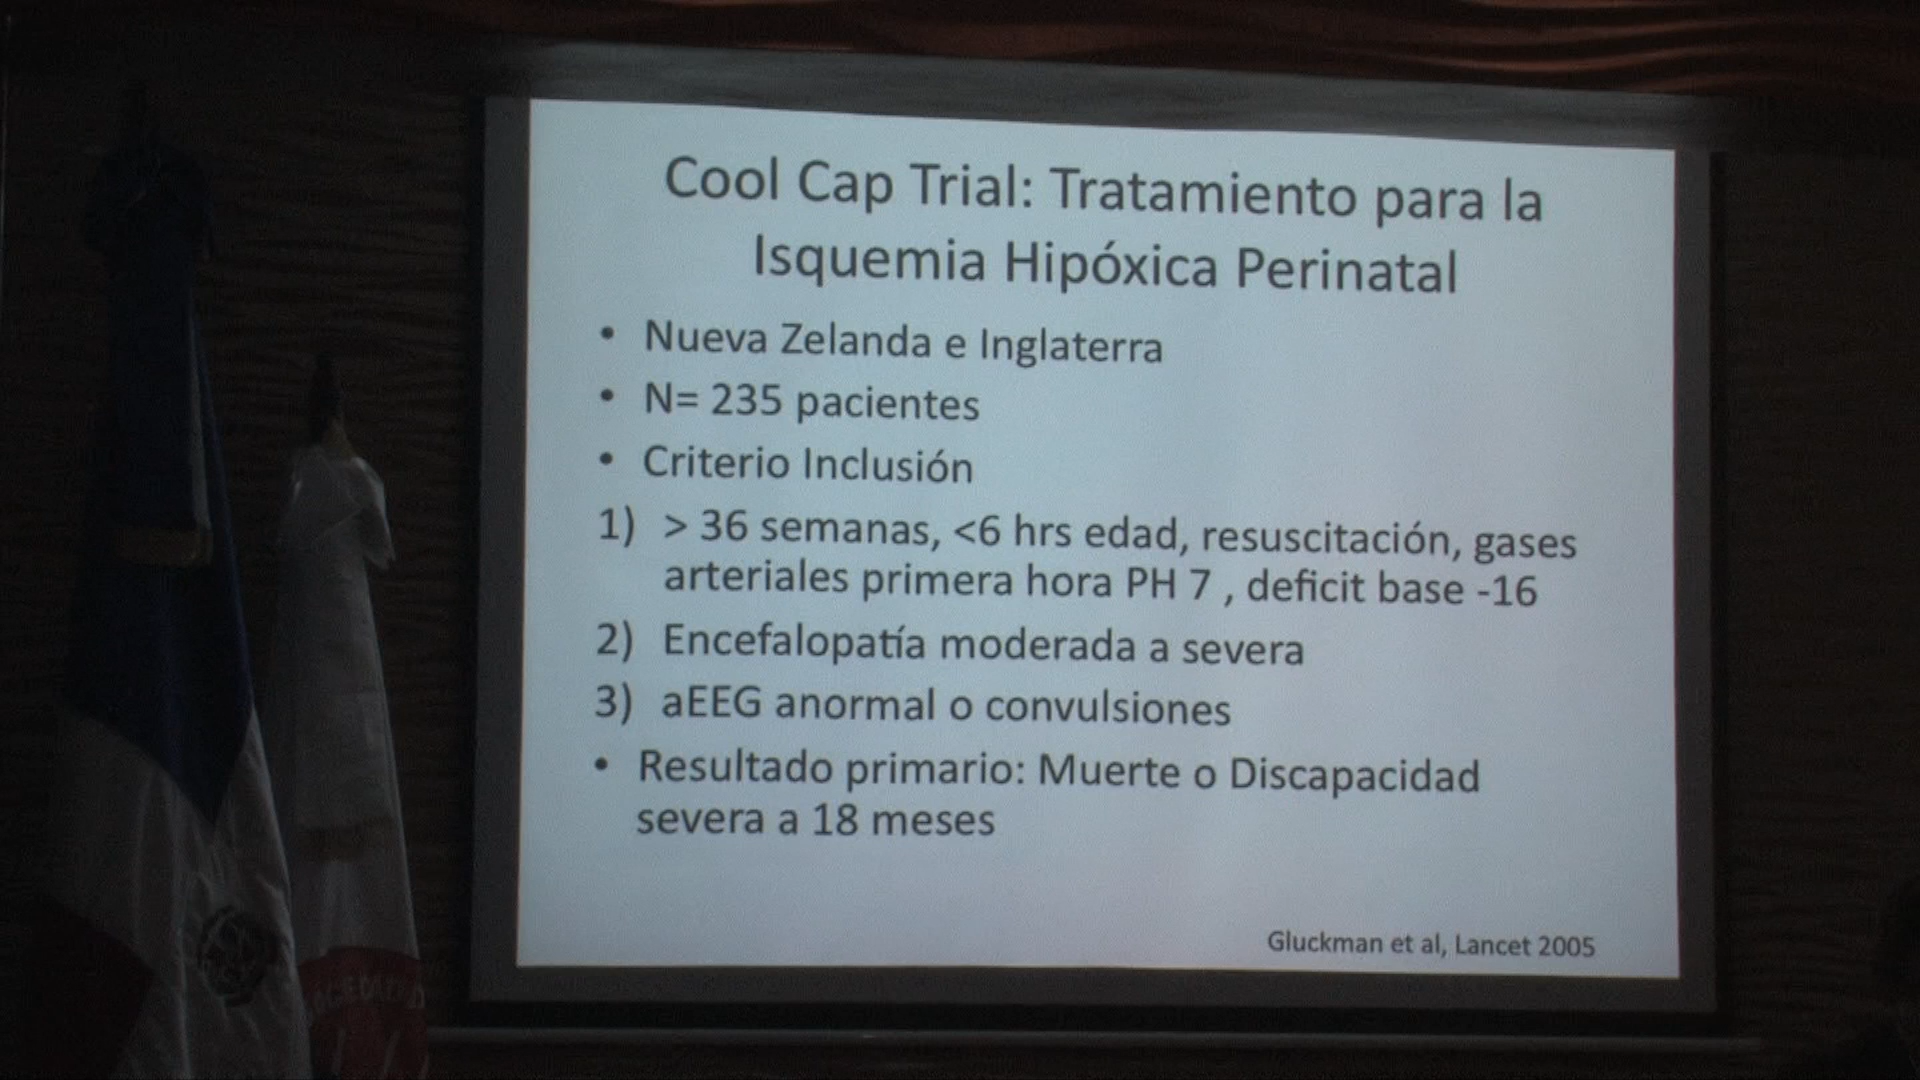 Cool Cap Trial: Tratamiento para la
Isquemia Hipóxica Perinatal
• Nueva Zelanda e Inglaterra
• N= 235 pacientes
• Criterio Inclusión
1) > 36 semanas, <6 hrs edad, resuscitación, gases
arteriales primera hora PH 7 , deficit base -16
2) Encefalopatía moderada a severa
3) aEEG anormal o convulsiones
• Resultado primario: Muerte o Discapacidad
severa a 18 meses
Gluckman et al, Lancet 2005